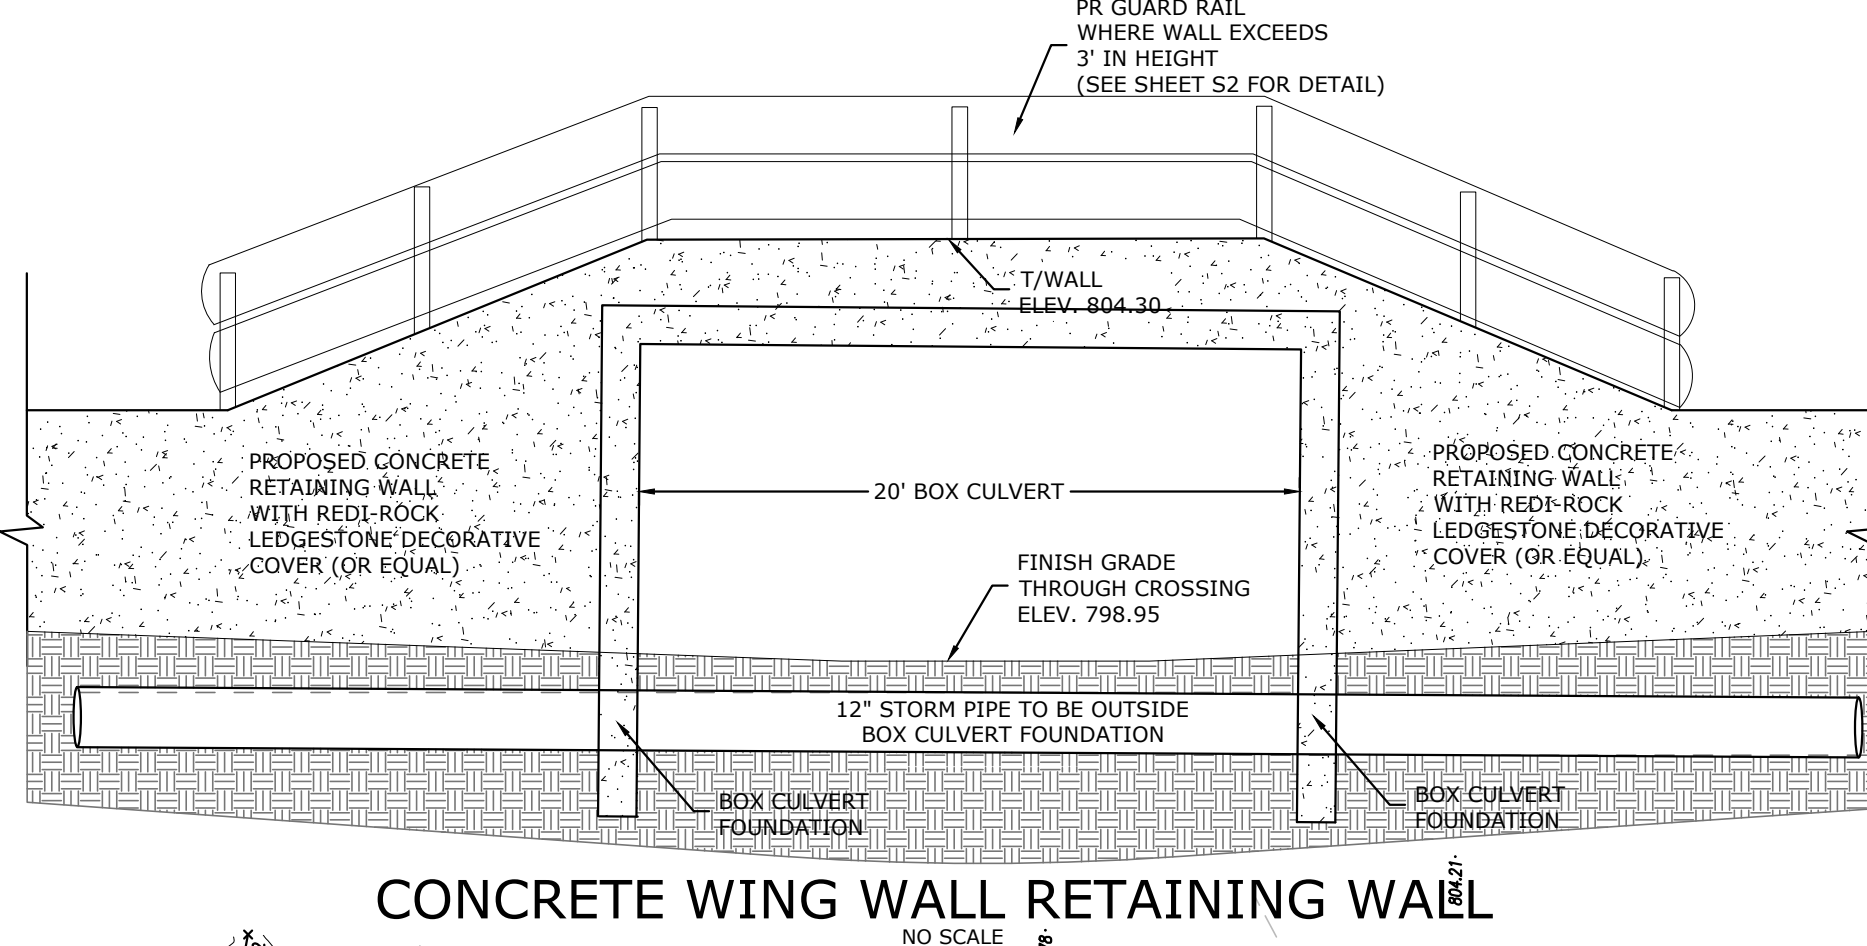 PR GUARD RAIL
WHERE WALL EXCEEDS
3' IN HEIGHT
(SEE SHEET S2 FOR DETAIL)
T/WALL
ELEV. 804.30
PROPOSED CONCRETE
RETAINING WALL
WITH REDI-ROCK
LEDGESTONE DECORATIVE
COVER (OR EQUAL)
PROPOSED CONCRETE
RETAINING WALL
WITH REDI-ROCK
LEDGESTONE DECORATIVE
COVER (OR EQUAL)
20' BOX CULVERT
FINISH GRADE
THROUGH CROSSING
ELEV. 798.95
12" STORM PIPE TO BE OUTSIDE
BOX CULVERT FOUNDATION
BOX CULVERT
FOUNDATION
BOX CULVERT
FOUNDATION
804.21
CONCRETE WING WALL RETAINING WALL
NO SCALE